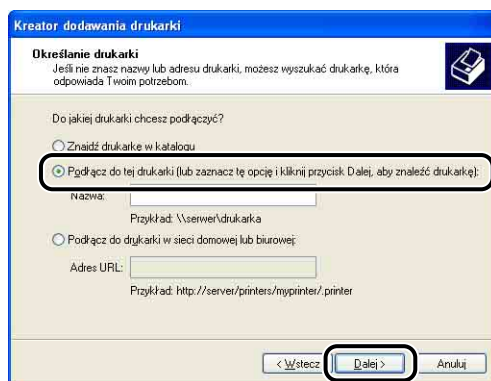 Kreator dodawania drukarki
Określanie drukarki
Jeśli nie znasz nazwy lub adresu drukarki, możesz wyszukać drukarkę, która
odpowiada Twoim potrzebom.
Do jakiej drukarki chcesz podłączyć?
Znajdź drukarkę w katalogu
Podłącz do tej drukarki (lub zaznacz tę opcję i kliknij przycisk Dalej, aby znaleźć drukarkę):
Nazwa:
Przykład: \\serwer\drukarka
Podłącz do drukarki w sieci domowej lub biurowej:
Adres URL:
Przykład: http://server/printers/myprinter/.printer
< Wstecz
Dalej >
Anuluj